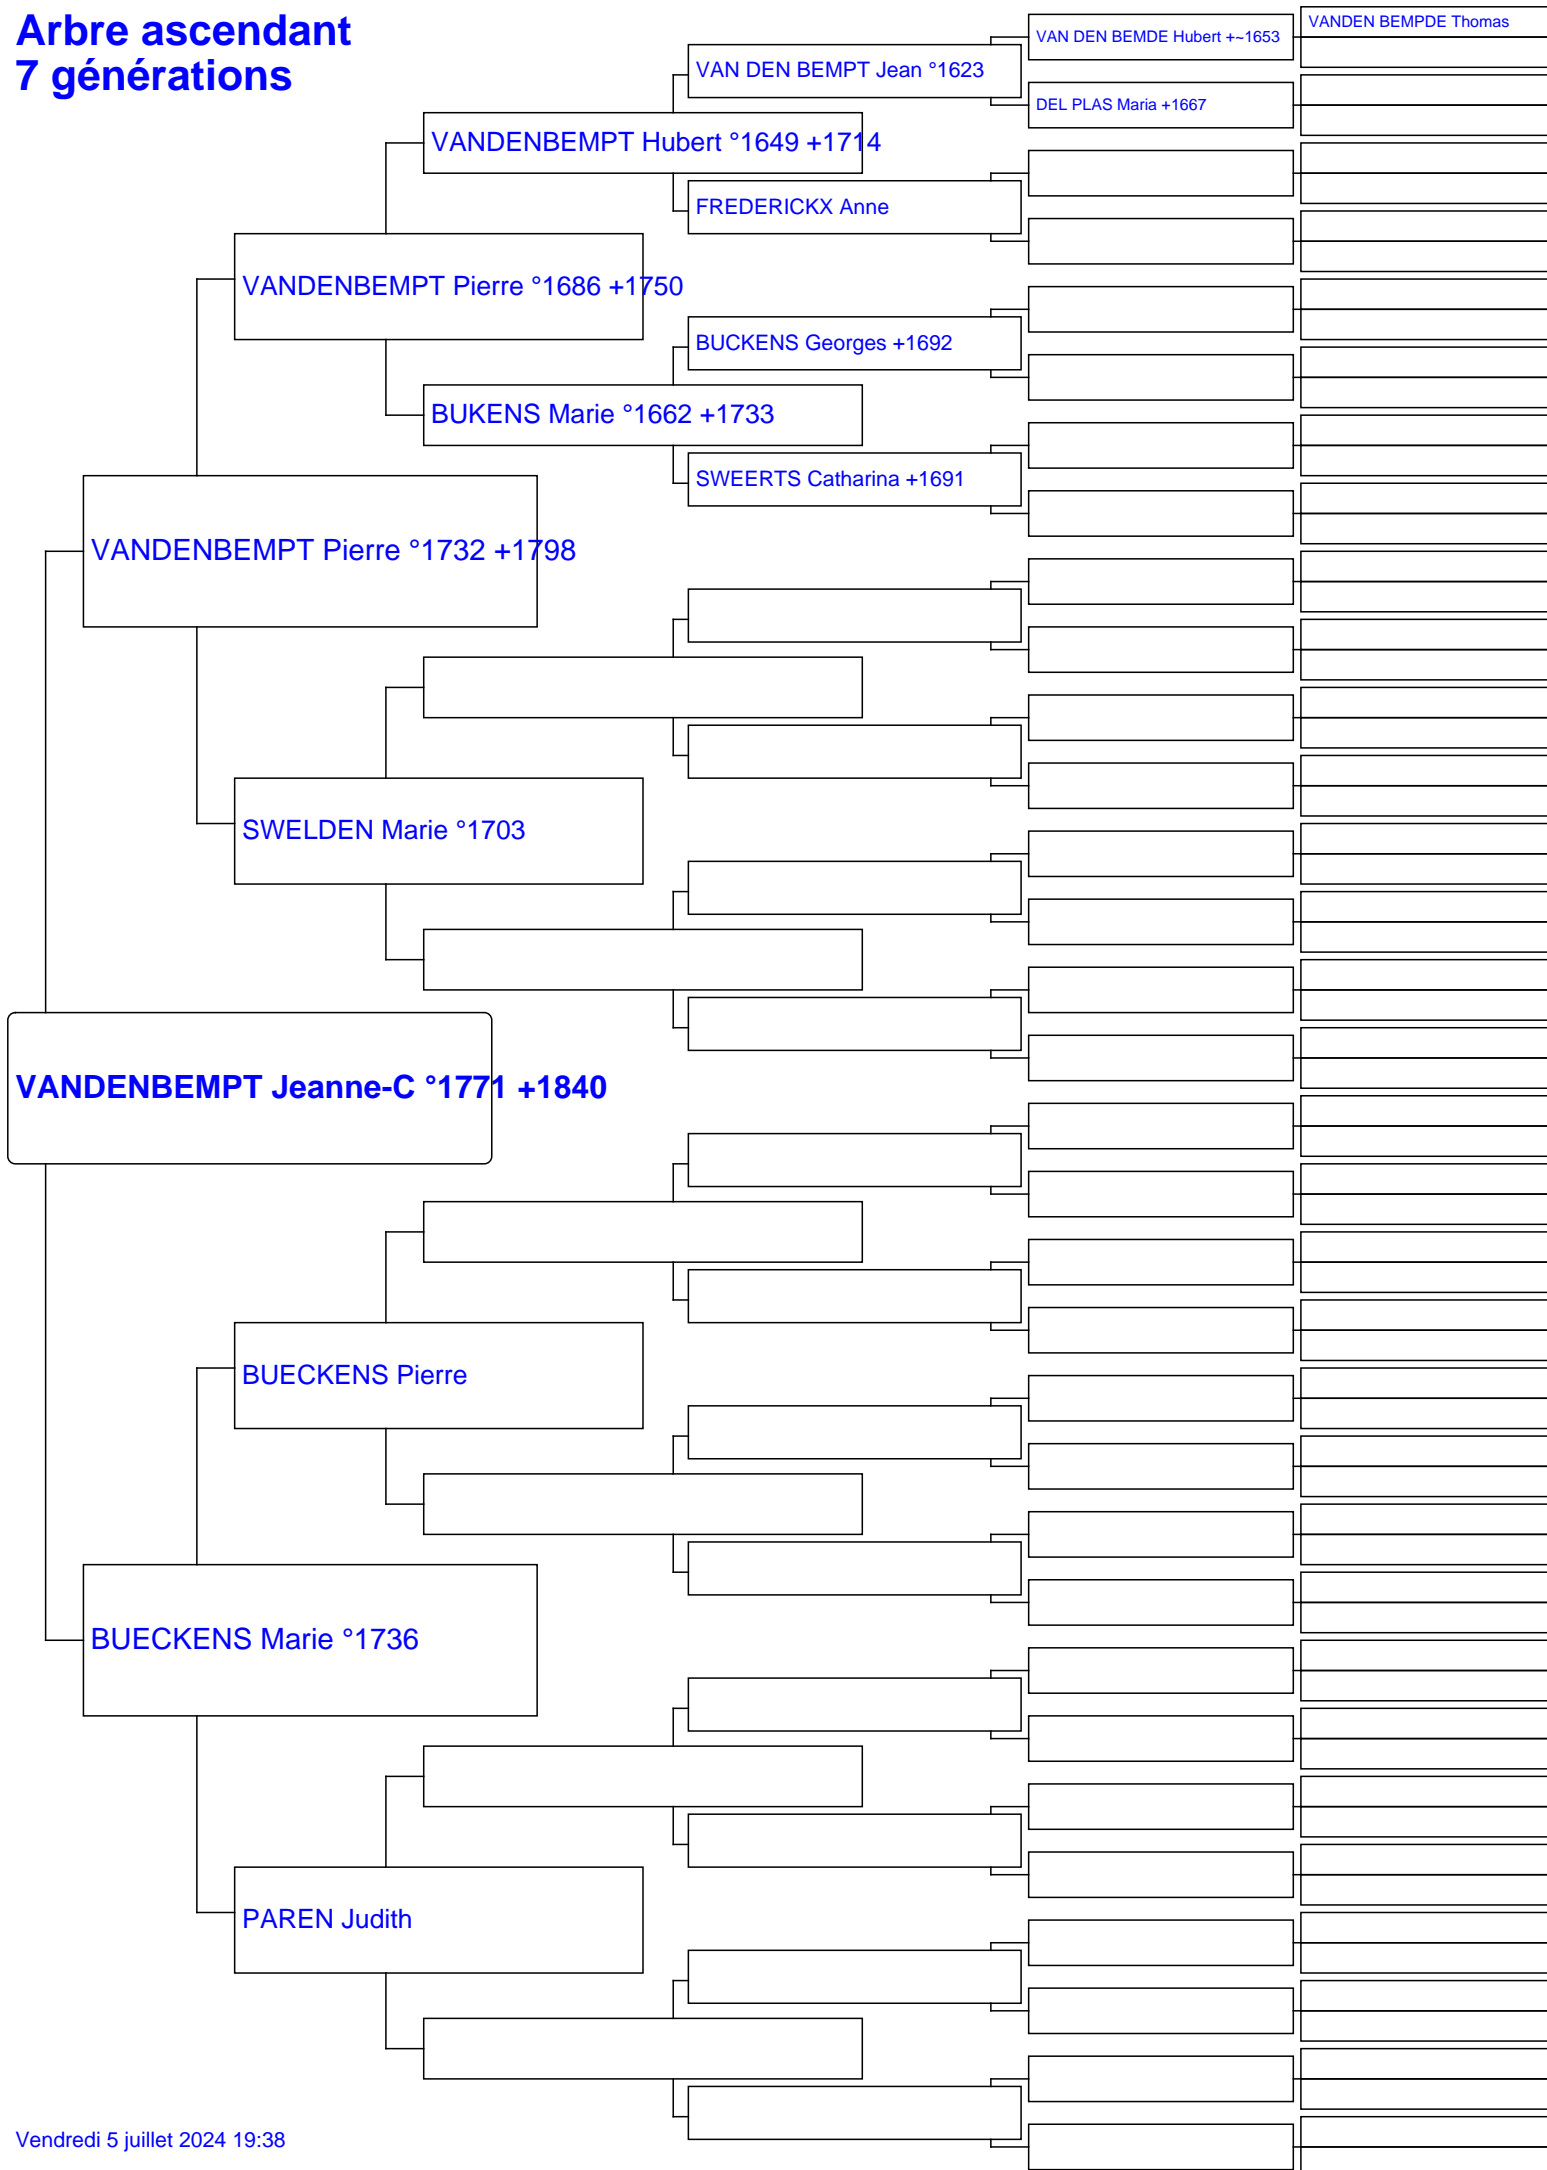 Arbre ascendant
7 générations
VANDEN BEMPDE Thomas
VAN DEN BEMDE Hubert +~1653
VAN DEN BEMPT Jean °1623
DEL PLAS Maria +1667
VANDENBEMPT Hubert °1649 +1714
FREDERICKX Anne
VANDENBEMPT Pierre °1686 +1750
BUCKENS Georges +1692
BUKENS Marie °1662 +1733
SWEERTS Catharina +1691
VANDENBEMPT Pierre °1732 +1798
SWELDEN Marie °1703
VANDENBEMPT Jeanne-C °1771 +1840
BUECKENS Pierre
BUECKENS Marie °1736
PAREN Judith
Vendredi 5 juillet 2024 19:38